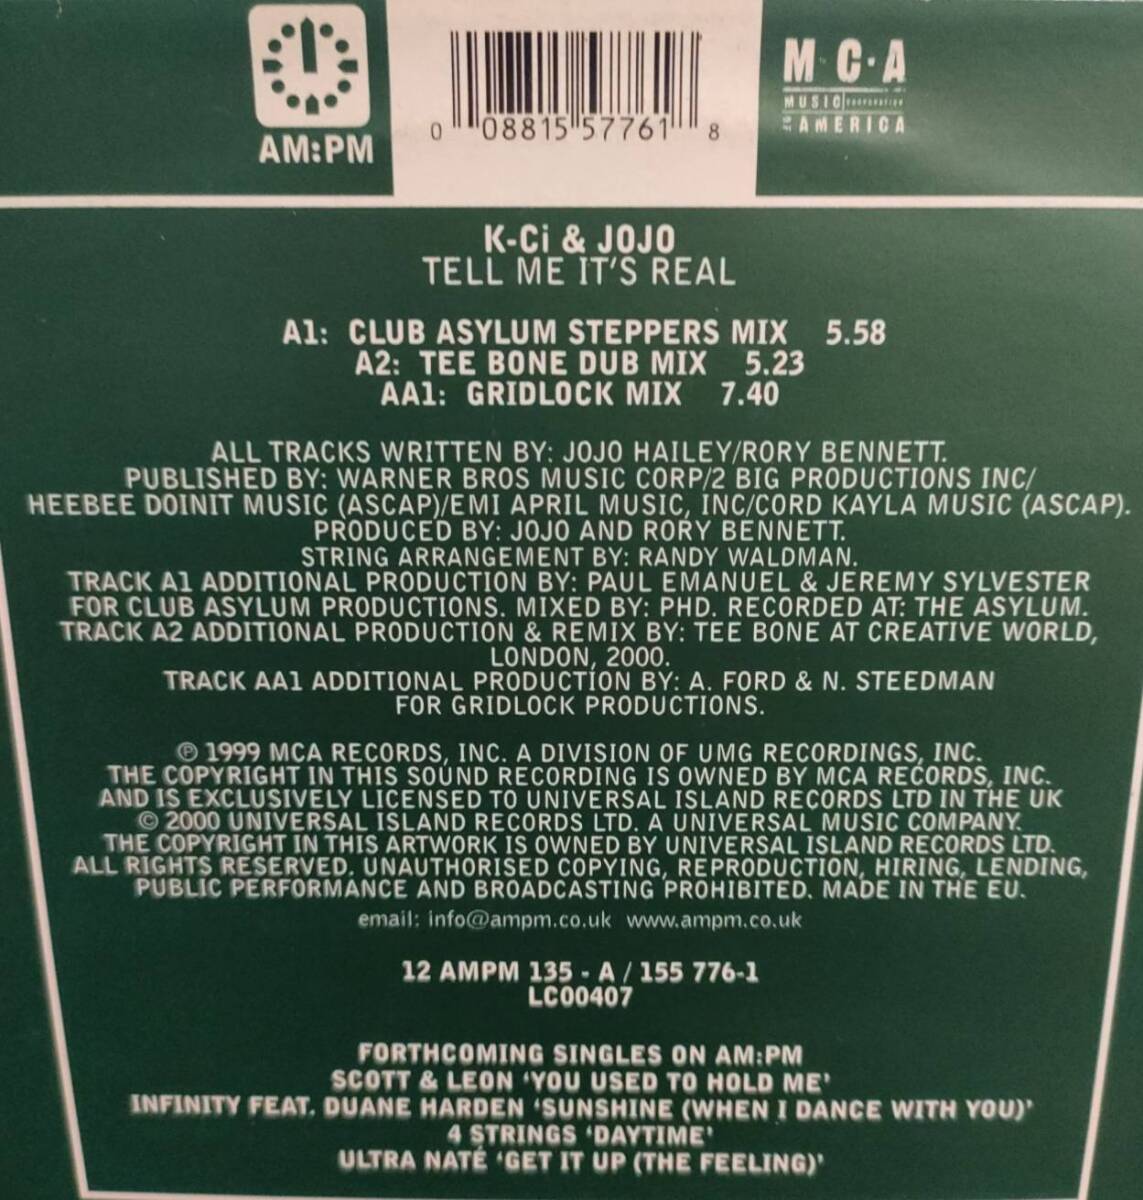 AM:PM
0 08815 57761 8
M·C·A
MUSIC CORPORATION
OF AMERICA
K-Ci & JOJO
TELL ME IT'S REAL
A1: CLUB ASYLUM STEPPERS MIX 5.58
A2: TEE BONE DUB MIX 5.23
AA1: GRIDLOCK MIX 7.40
ALL TRACKS WRITTEN BY: JOJO HAILEY/RORY BENNETT.
PUBLISHED BY: WARNER BROS MUSIC CORP/2 BIG PRODUCTIONS INC/
HEEBEE DOINIT MUSIC (ASCAP)/EMI APRIL MUSIC, INC/CORD KAYLA MUSIC (ASCAP).
PRODUCED BY: JOJO AND RORY BENNETT.
STRING ARRANGEMENT BY: RANDY WALDMAN.
TRACK A1 ADDITIONAL PRODUCTION BY: PAUL EMANUEL & JEREMY SYLVESTER
FOR CLUB ASYLUM PRODUCTIONS. MIXED BY: PHD. RECORDED AT: THE ASYLUM.
TRACK A2 ADDITIONAL PRODUCTION & REMIX BY: TEE BONE AT CREATIVE WORLD,
LONDON, 2000.
TRACK AA1 ADDITIONAL PRODUCTION BY: A. FORD & N. STEEDMAN
FOR GRIDLOCK PRODUCTIONS.
℗ 1999 MCA RECORDS, INC. A DIVISION OF UMG RECORDINGS, INC.
THE COPYRIGHT IN THIS SOUND RECORDING IS OWNED BY MCA RECORDS, INC.
AND IS EXCLUSIVELY LICENSED TO UNIVERSAL ISLAND RECORDS LTD IN THE UK
© 2000 UNIVERSAL ISLAND RECORDS LTD. A UNIVERSAL MUSIC COMPANY.
THE COPYRIGHT IN THIS ARTWORK IS OWNED BY UNIVERSAL ISLAND RECORDS LTD.
ALL RIGHTS RESERVED. UNAUTHORISED COPYING, REPRODUCTION, HIRING, LENDING,
PUBLIC PERFORMANCE AND BROADCASTING PROHIBITED. MADE IN THE EU.
email: info@ampm.co.uk www.ampm.co.uk
12 AMPM 135 - A / 155 776-1
LC00407
FORTHCOMING SINGLES ON AM:PM
SCOTT & LEON 'YOU USED TO HOLD ME'
INFINITY FEAT. DUANE HARDEN 'SUNSHINE (WHEN I DANCE WITH YOU)'
4 STRINGS 'DAYTIME'
ULTRA NATÉ 'GET IT UP (THE FEELING)'